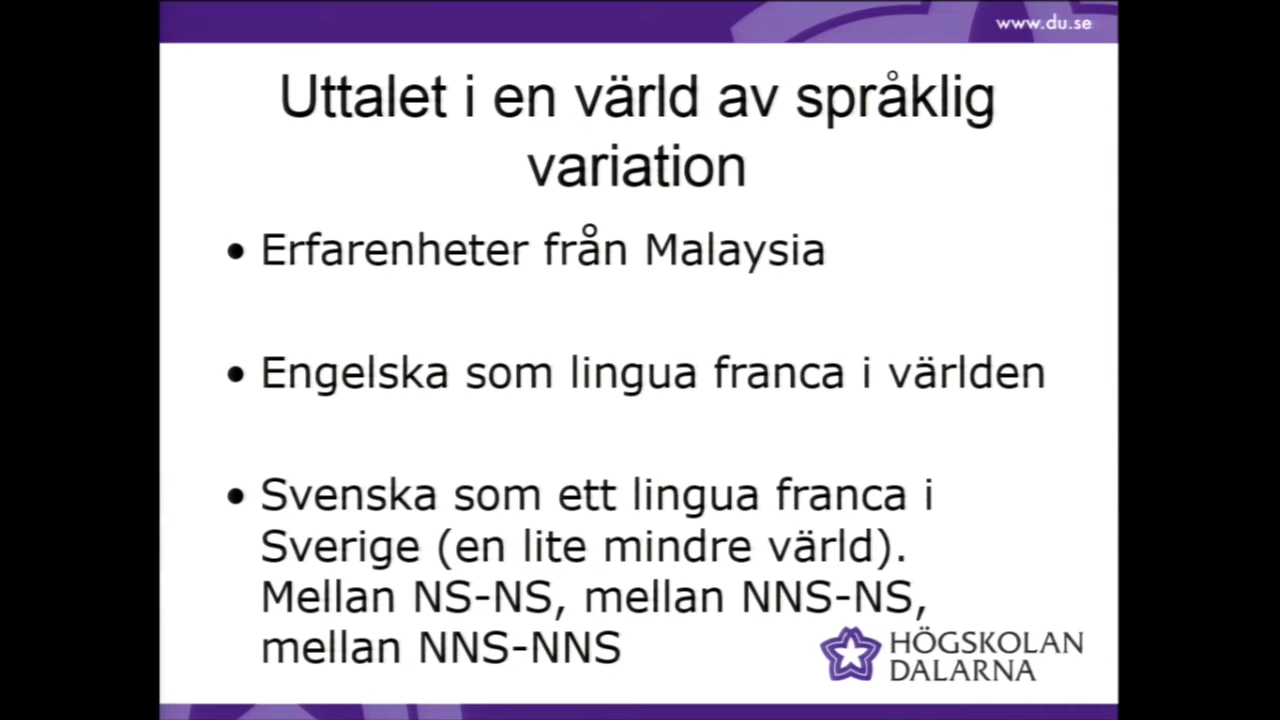 www.du.se
Uttalet i en värld av språklig
variation
• Erfarenheter från Malaysia
• Engelska som lingua franca i världen
• Svenska som ett lingua franca i
Sverige (en lite mindre värld).
Mellan NS-NS, mellan NNS-NS,
mellan NNS-NNS
HÖGSKOLAN
DALARNA